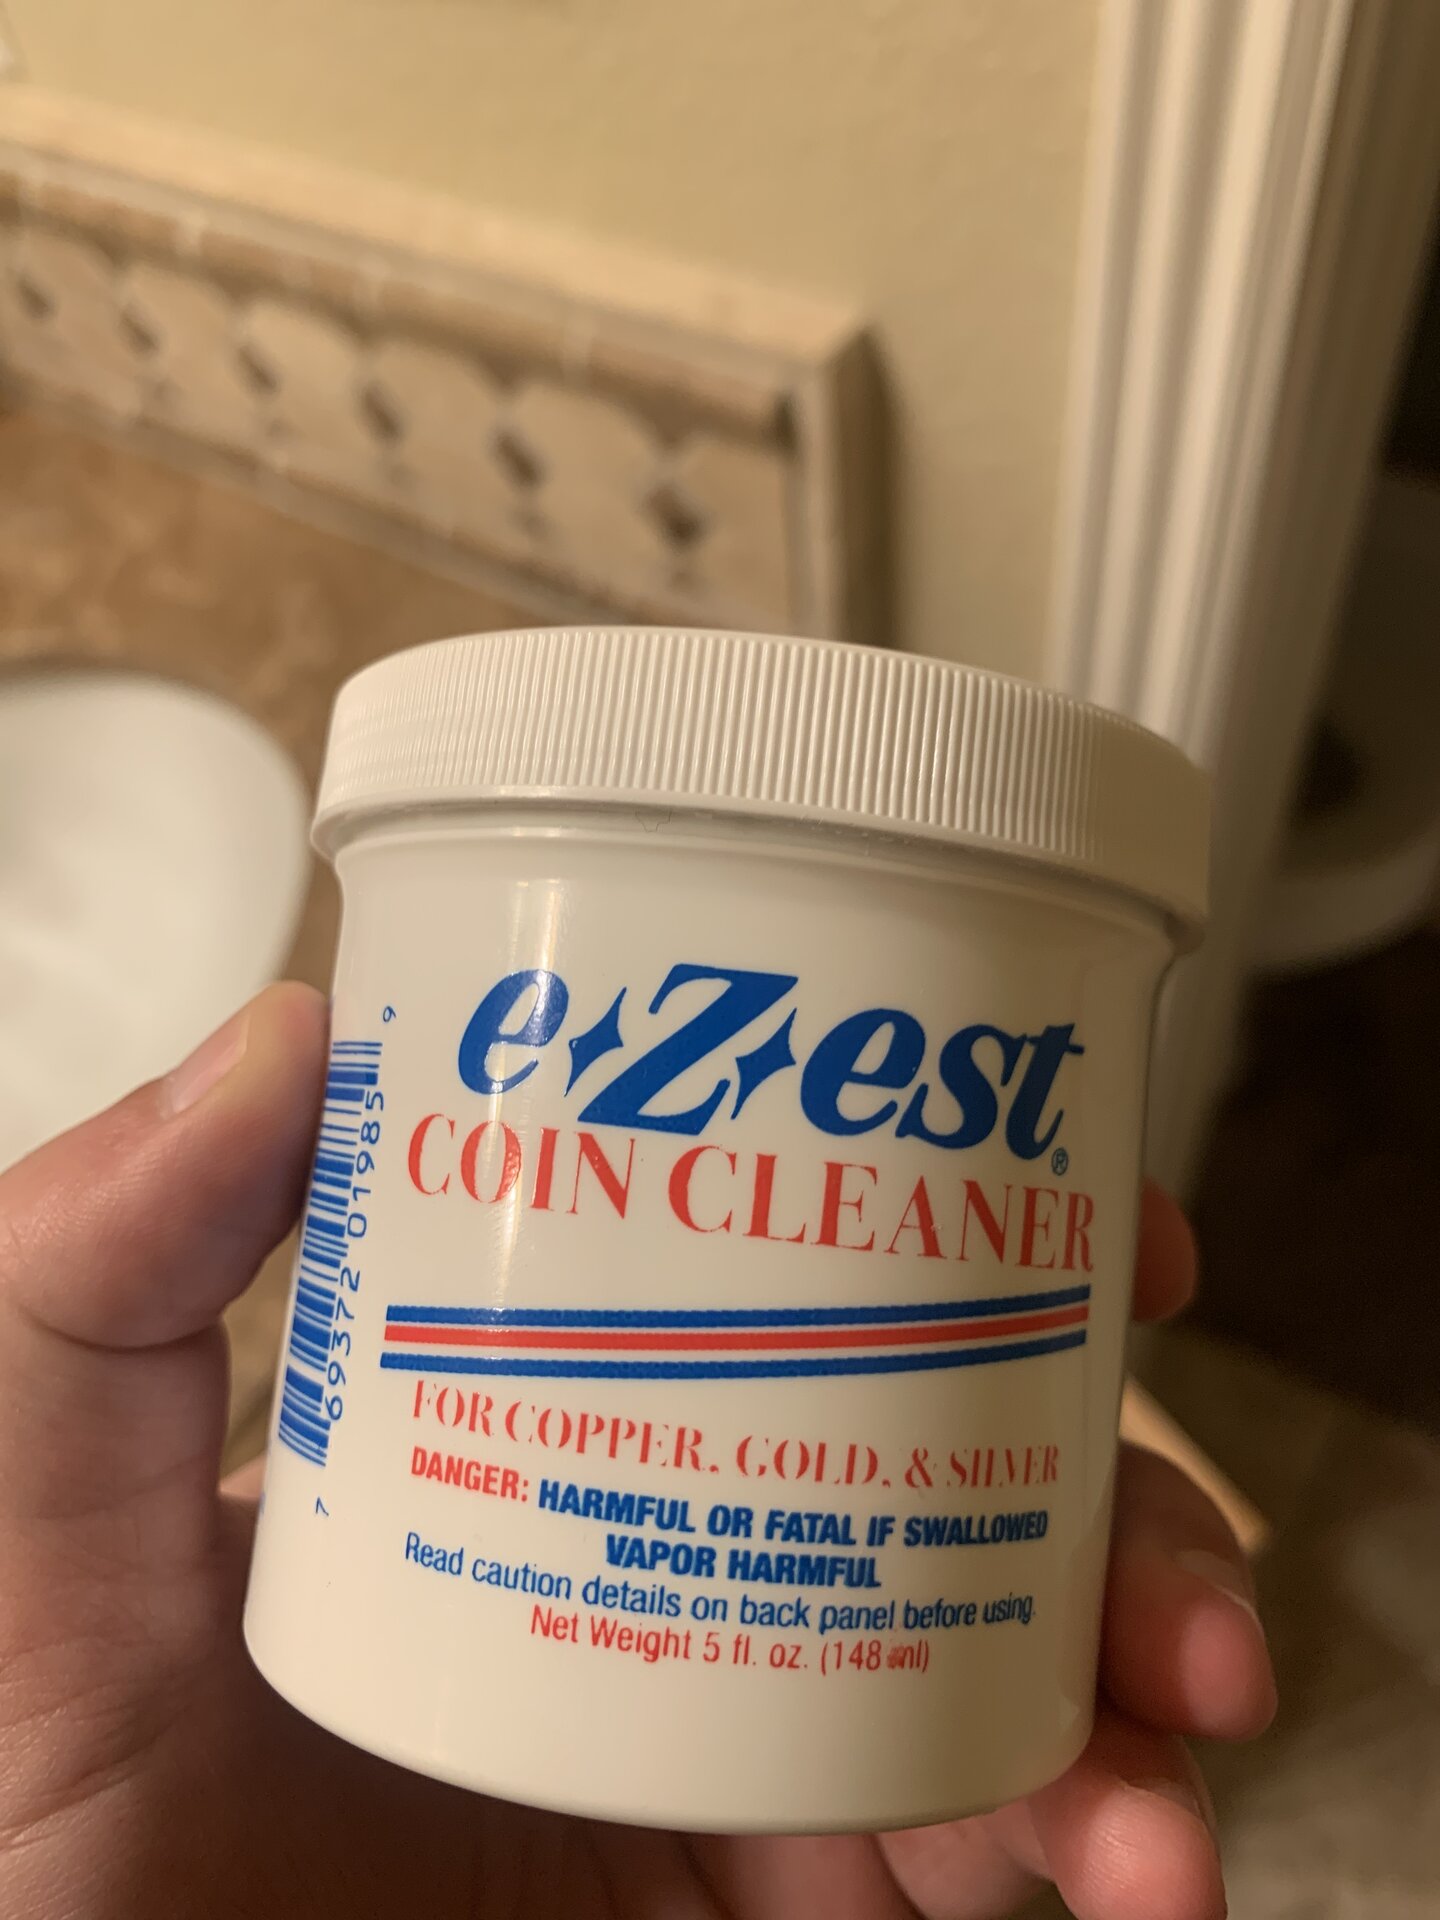 e·Z·est®
COIN CLEANER
FOR COPPER, GOLD, & SILVER
DANGER: HARMFUL OR FATAL IF SWALLOWED
VAPOR HARMFUL
Read caution details on back panel before using.
Net Weight 5 fl. oz. (148 ml)
7 69372 01985 9